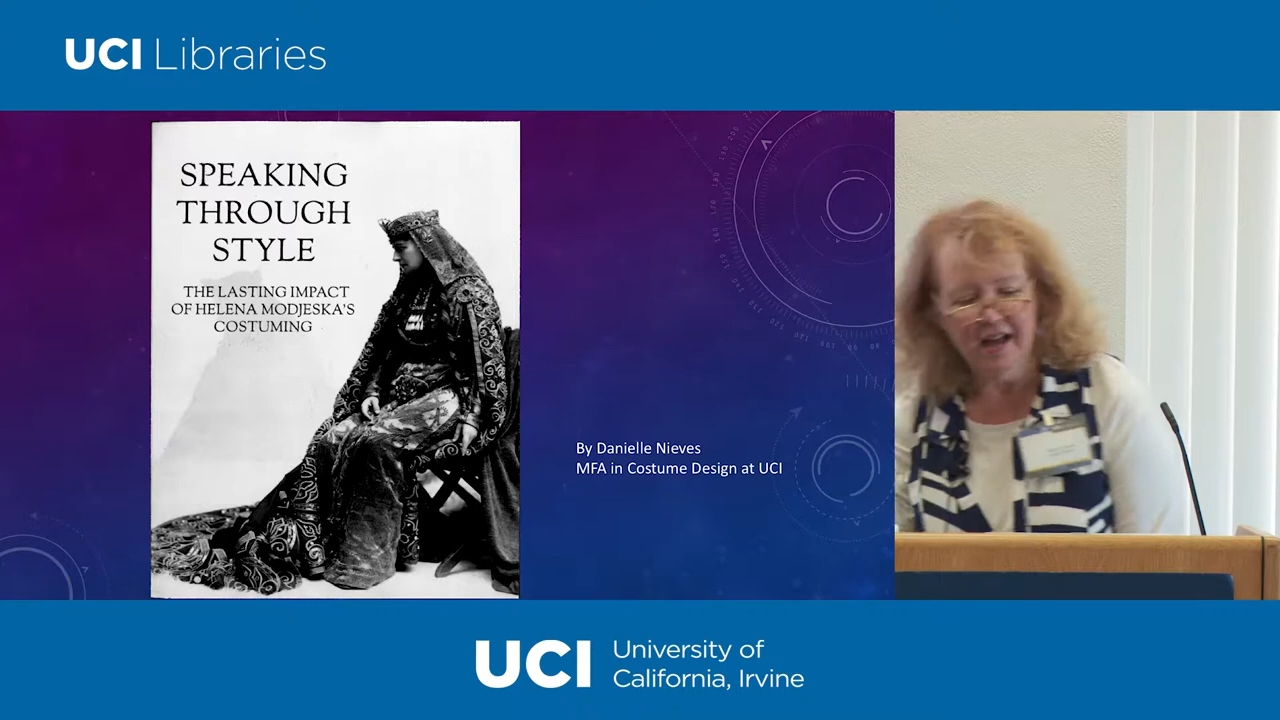 UCI Libraries
SPEAKING
THROUGH
STYLE
THE LASTING IMPACT
OF HELENA MODJESKA'S
COSTUMING
By Danielle Nieves
MFA in Costume Design at UCI
UCI University of
California, Irvine